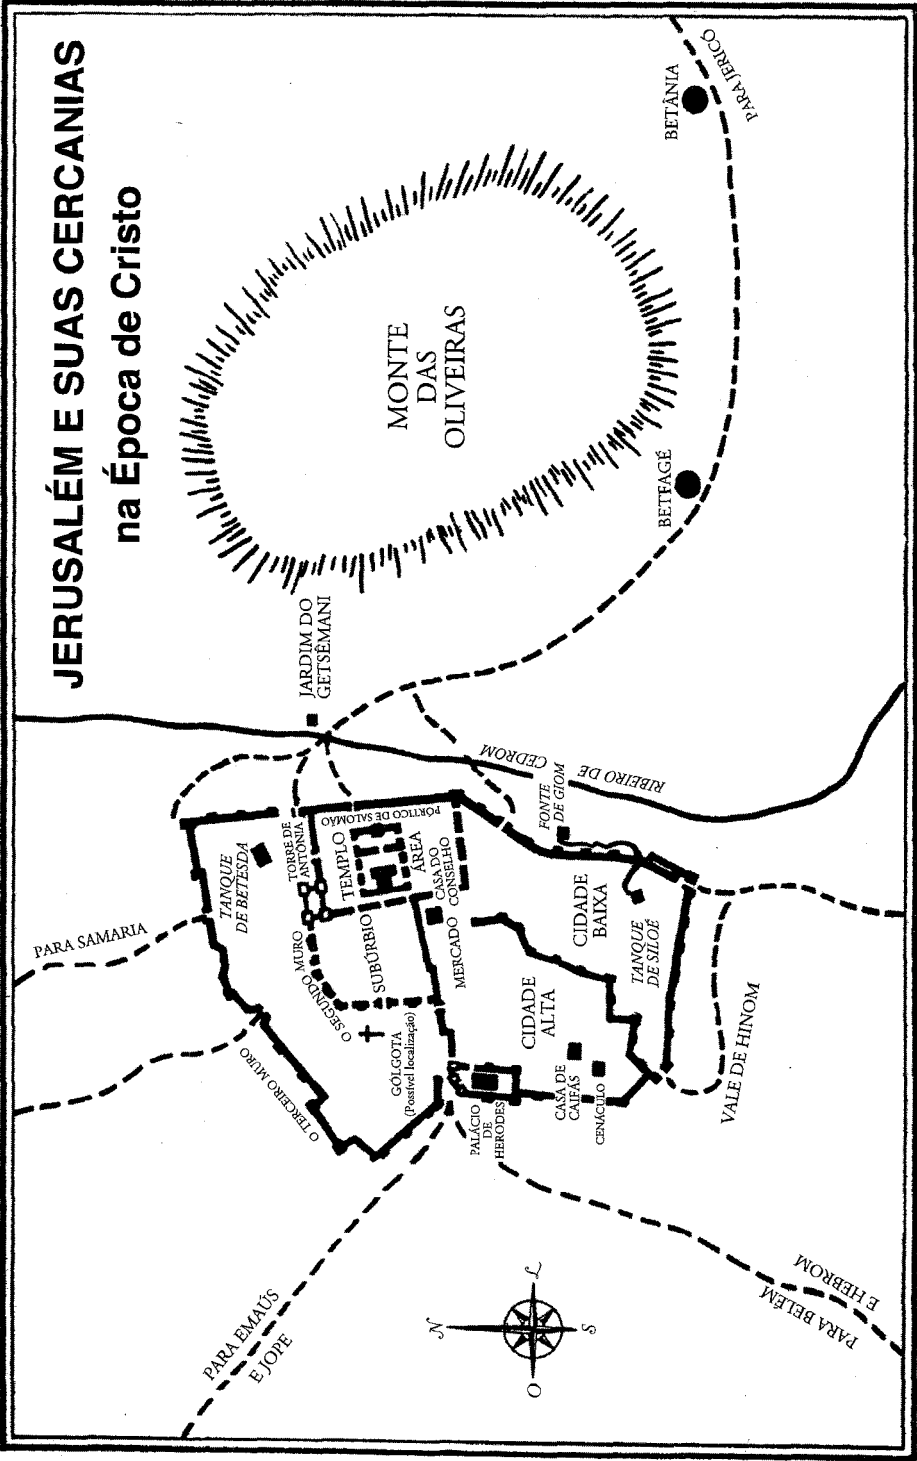 JERUSALÉM E SUAS CERCANIAS
na Época de Cristo
PARA SAMARIA
TANQUE
DE BETESDA
TORRE DE
ANTÔNIA
O TERCEIRO MURO
O SEGUNDO MURO
SUBÚRBIO
TEMPLO
ÁREA
PÓRTICO DE SALOMÃO
CASA DO
CONSELHO
MERCADO
GÓLGOTA
(Possível localização)
JARDIM DO
GETSÊMANI
MONTE
DAS
OLIVEIRAS
BETÂNIA
PARA JERICÓ
BETFAGÉ
RIBEIRO DE CEDROM
FONTE
DE GIOM
CIDADE
BAIXA
CIDADE
ALTA
TANQUE
DE SILOÉ
PALÁCIO
DE
HERODES
CASA DE
CAIFÁS
CENÁCULO
VALE DE HINOM
PARA EMAÚS
E JOPE
PARA BELÉM
E HEBROM
N
L
S
O